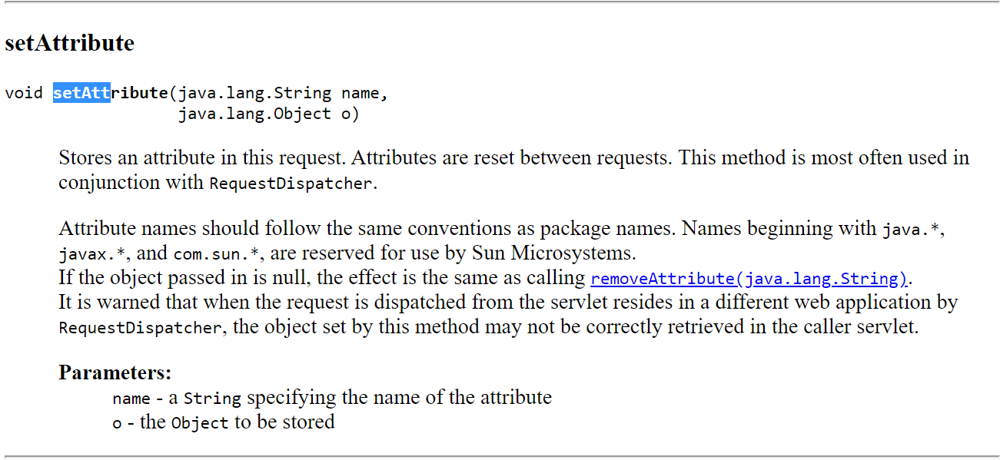 setAttribute
void setAttribute(java.lang.String name,
java.lang.Object o)
Stores an attribute in this request. Attributes are reset between requests. This method is most often used in
conjunction with RequestDispatcher.
Attribute names should follow the same conventions as package names. Names beginning with java.*,
javax.*, and com.sun.*, are reserved for use by Sun Microsystems.
If the object passed in is null, the effect is the same as calling removeAttribute(java.lang.String).
It is warned that when the request is dispatched from the servlet resides in a different web application by
RequestDispatcher, the object set by this method may not be correctly retrieved in the caller servlet.
Parameters:
name - a String specifying the name of the attribute
o - the Object to be stored